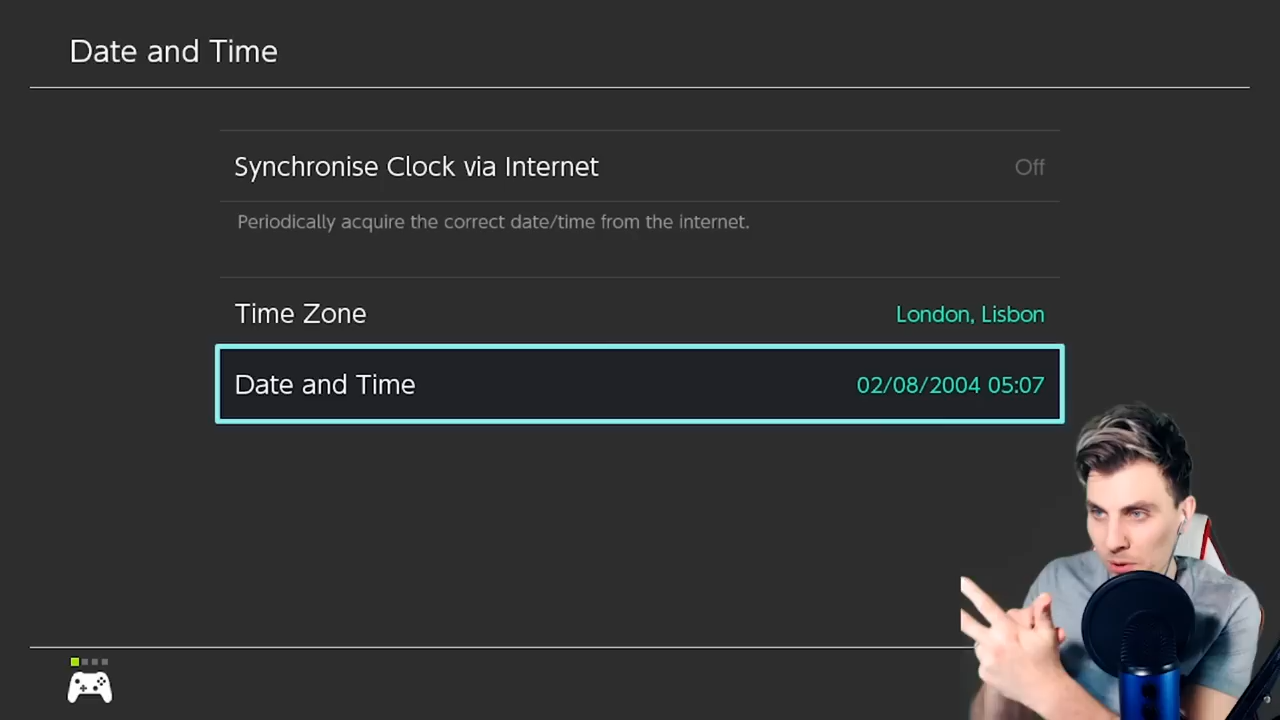 Date and Time
Synchronise Clock via Internet Off
Periodically acquire the correct date/time from the internet.
Time Zone London, Lisbon
Date and Time 02/08/2004 05:07